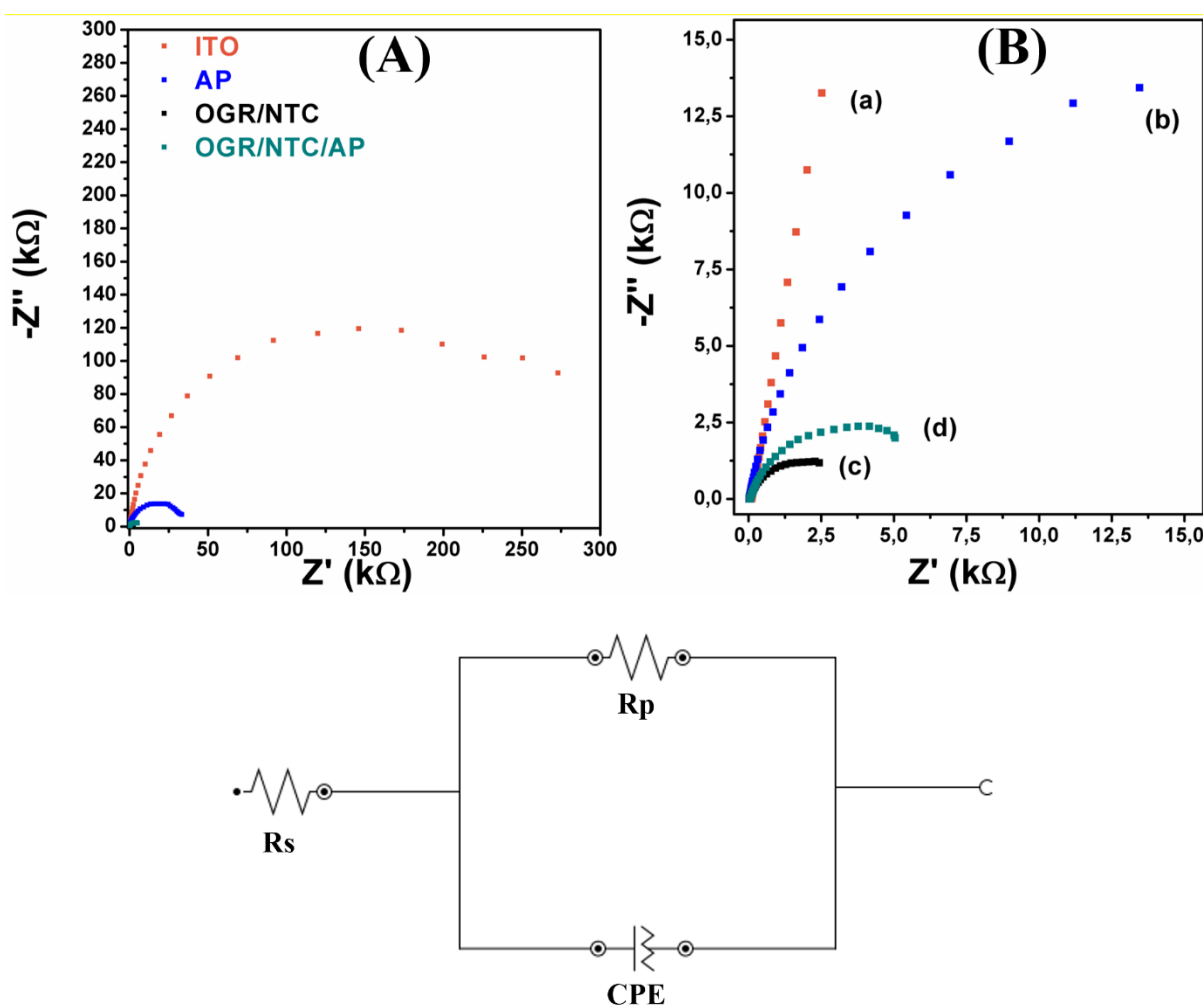 (A)
ITO
AP
OGR/NTC
OGR/NTC/AP
300
280
260
240
220
200
180
160
140
120
100
80
60
40
20
0
-Z'' (kΩ)
0 50 100 150 200 250 300
Z' (kΩ)
(B)
15,0
12,5
10,0
7,5
5,0
2,5
0,0
-Z'' (kΩ)
(a)
(b)
(d)
(c)
0,0 2,5 5,0 7,5 10,0 12,5 15,0
Z' (kΩ)
Rp
Rs
CPE